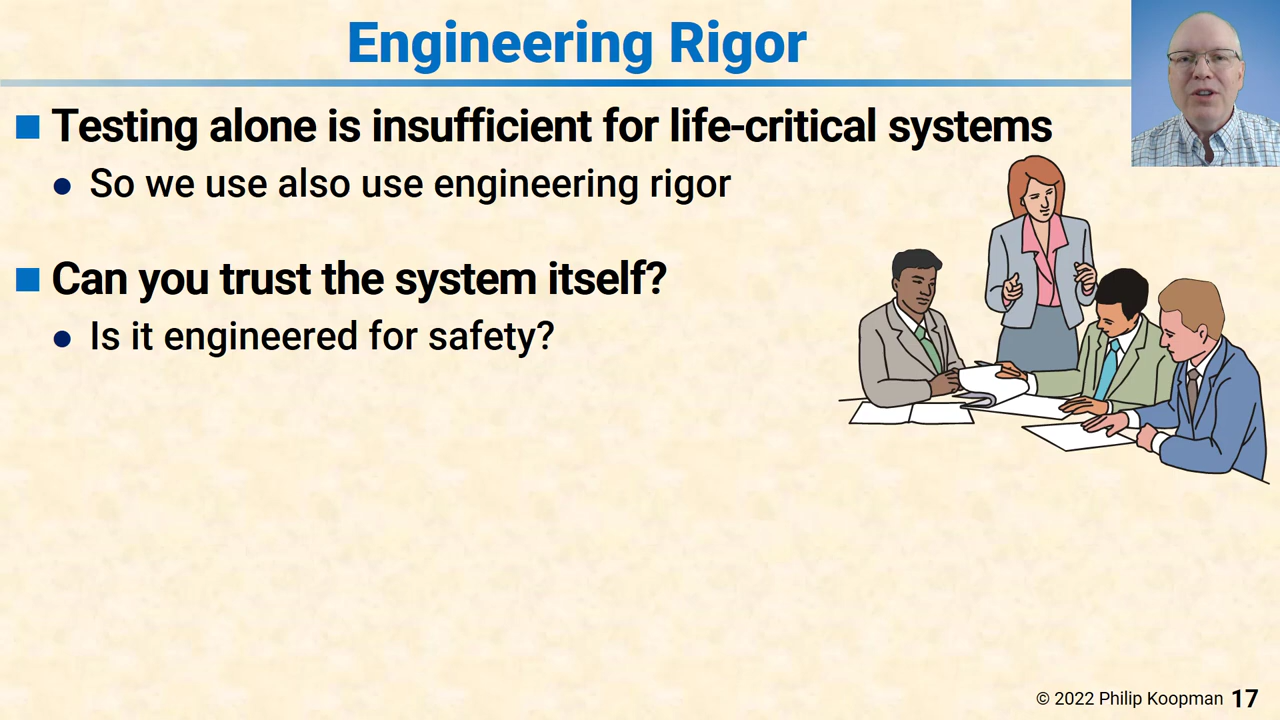 Engineering Rigor
Testing alone is insufficient for life-critical systems
So we use also use engineering rigor
Can you trust the system itself?
Is it engineered for safety?
© 2022 Philip Koopman 17